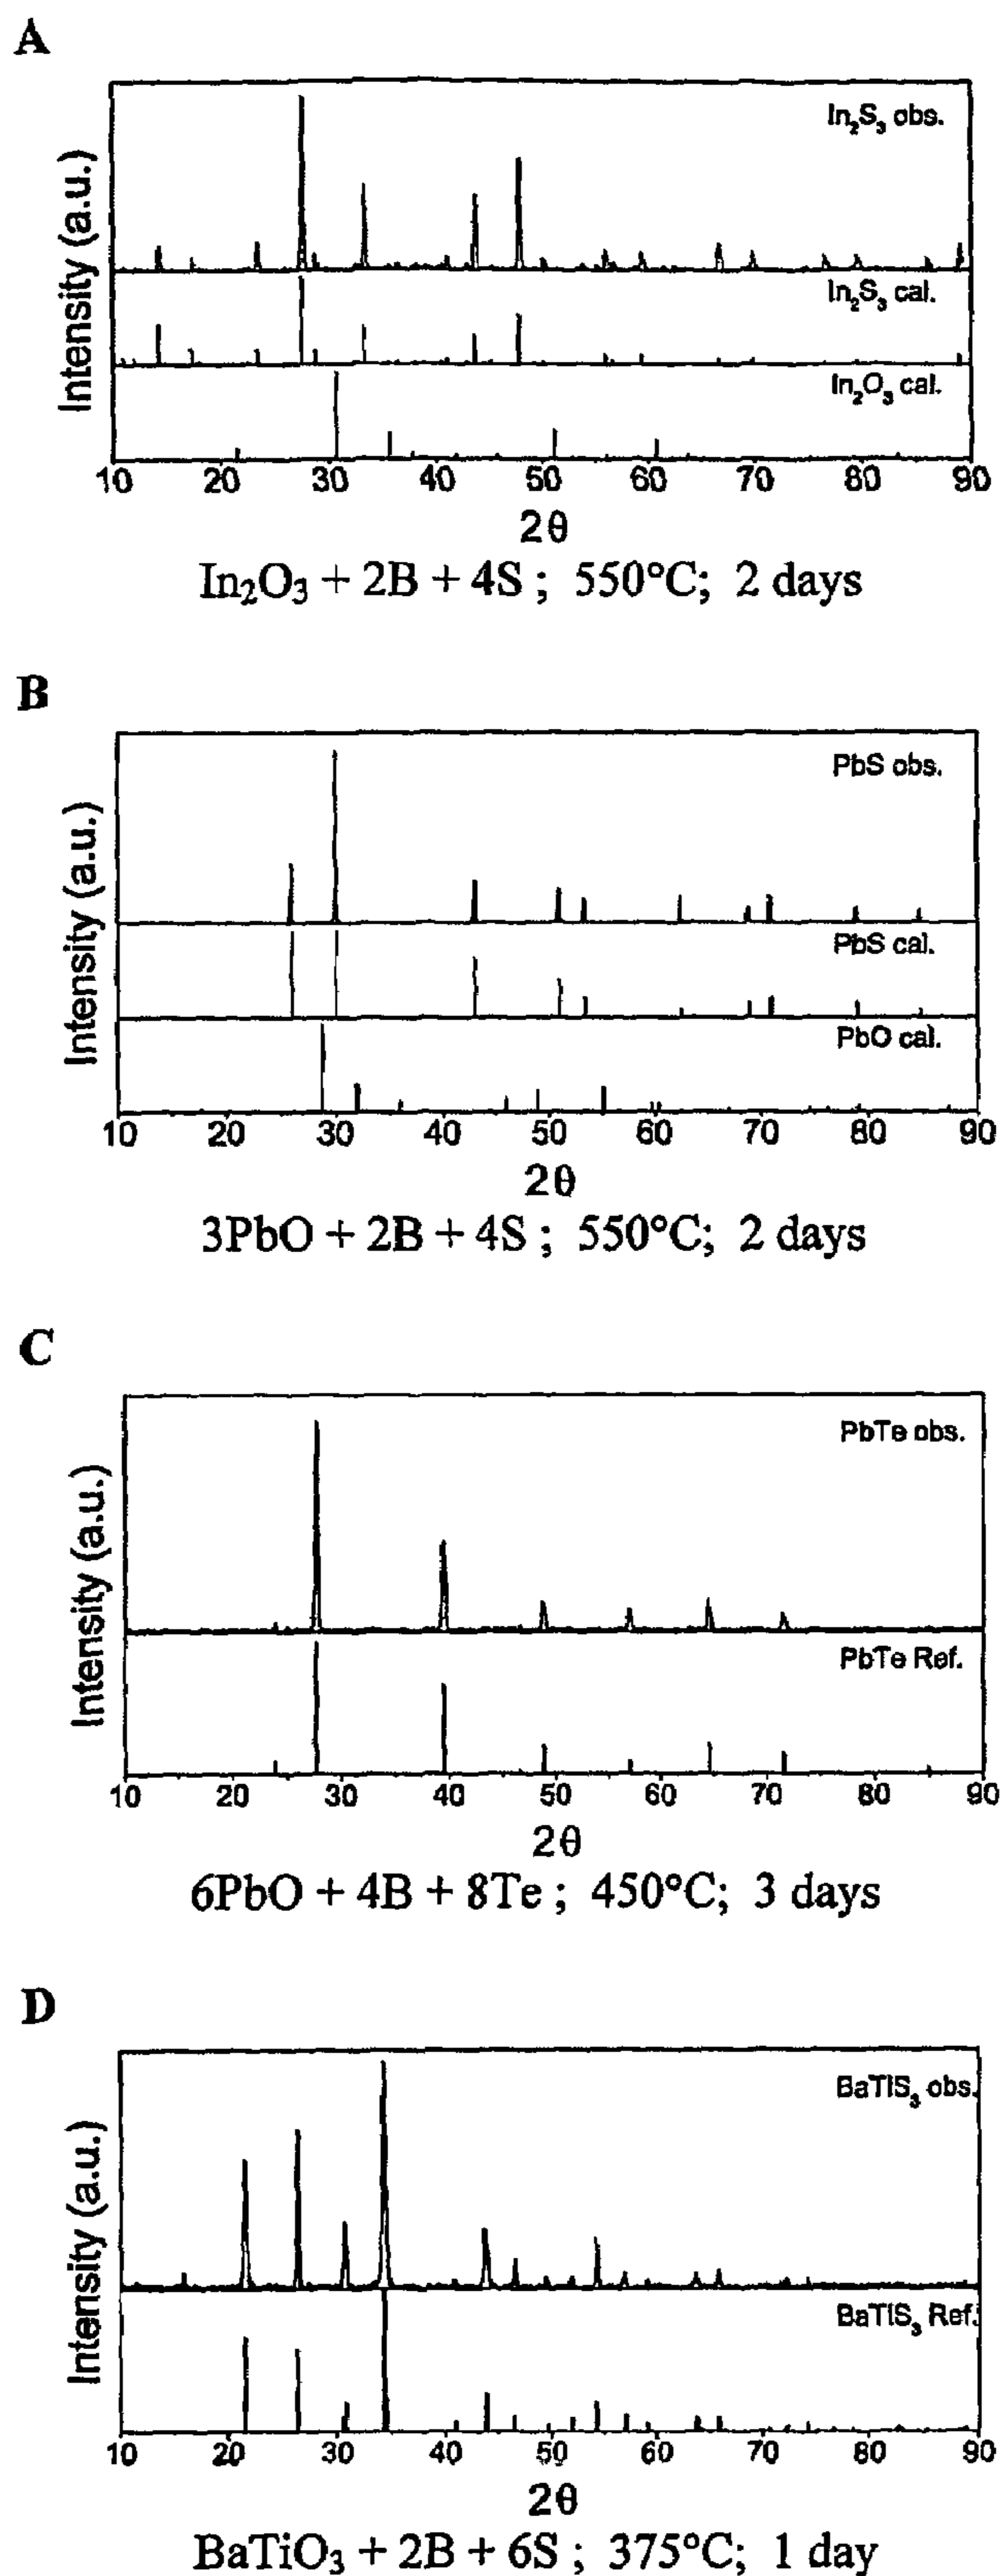 A
In₂S₃ obs.
In₂S₃ cal.
In₂O₃ cal.
Intensity (a.u.)
10 20 30 40 50 60 70 80 90
2θ
In₂O₃ + 2B + 4S ; 550°C; 2 days
B
PbS obs.
PbS cal.
PbO cal.
Intensity (a.u.)
10 20 30 40 50 60 70 80 90
2θ
3PbO + 2B + 4S ; 550°C; 2 days
C
PbTe obs.
PbTe Ref.
Intensity (a.u.)
10 20 30 40 50 60 70 80 90
2θ
6PbO + 4B + 8Te ; 450°C; 3 days
D
BaTiS₃ obs.
BaTiS₃ Ref.
Intensity (a.u.)
10 20 30 40 50 60 70 80 90
2θ
BaTiO₃ + 2B + 6S ; 375°C; 1 day